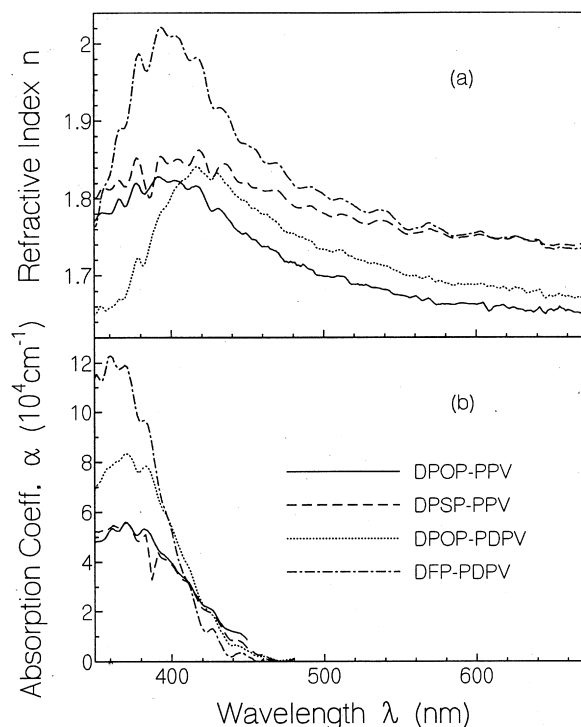 Refractive Index n
2
1.9
1.8
1.7
(a)
Absorption Coeff. α (10⁴cm⁻¹)
12
10
8
6
4
2
0
(b)
DPOP-PPV
DPSP-PPV
DPOP-PDPV
DFP-PDPV
400
500
600
Wavelength λ (nm)